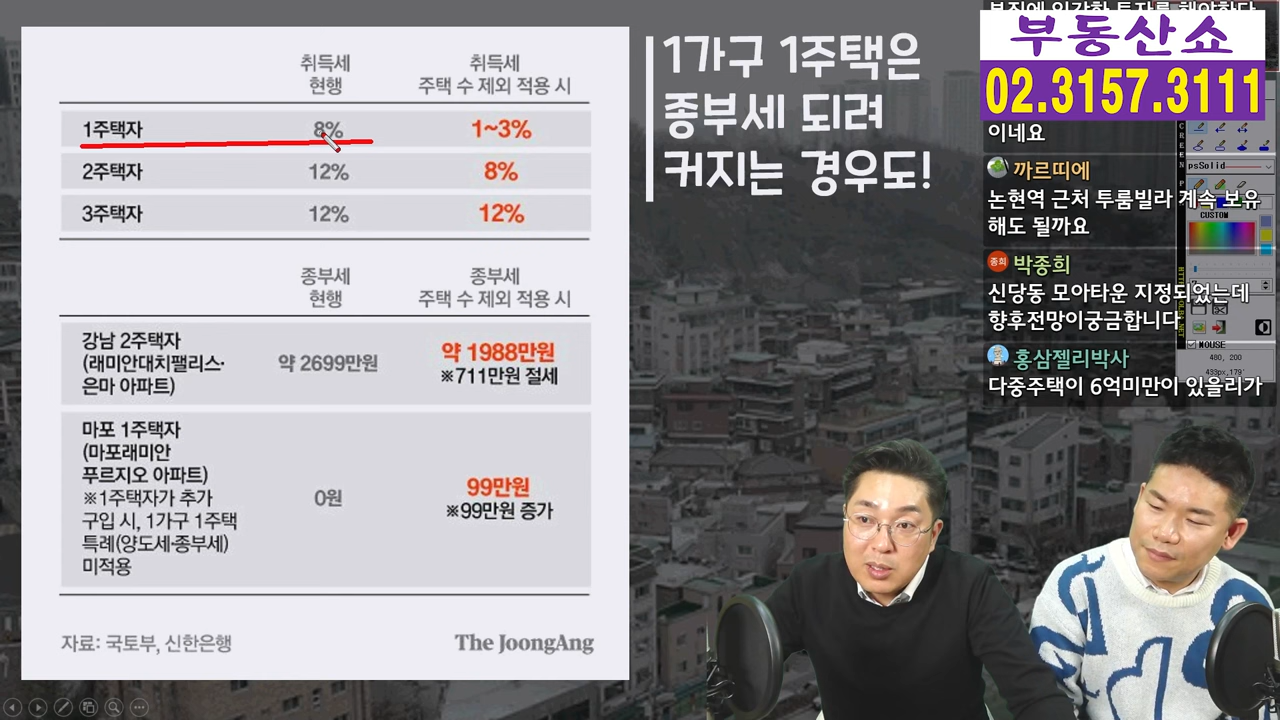 취득세
현행
취득세
주택 수 제외 적용 시
1주택자 8% 1~3%
2주택자 12% 8%
3주택자 12% 12%
종부세
현행
종부세
주택 수 제외 적용 시
강남 2주택자
(래미안대치팰리스·
은마 아파트)
약 2699만원
약 1988만원
※711만원 절세
마포 1주택자
(마포래미안
푸르지오 아파트)
※1주택자가 추가
구입 시, 1가구 1주택
특례(양도세·종부세)
미적용
0원
99만원
※99만원 증가
자료: 국토부, 신한은행
The JoongAng
1가구 1주택은
종부세 되려
커지는 경우도!
부동산쇼
02.3157.3111
이네요
까르띠에
논현역 근처 투룸빌라 계속 보유
해도 될까요
종희 박종희
신당동 모아타운 지정되었는데
향후전망이궁금합니다
홍삼젤리박사
다중주택이 6억미만이 있을리가
psSolid
CUSTOM
MOUSE
480, 200
433px,179°